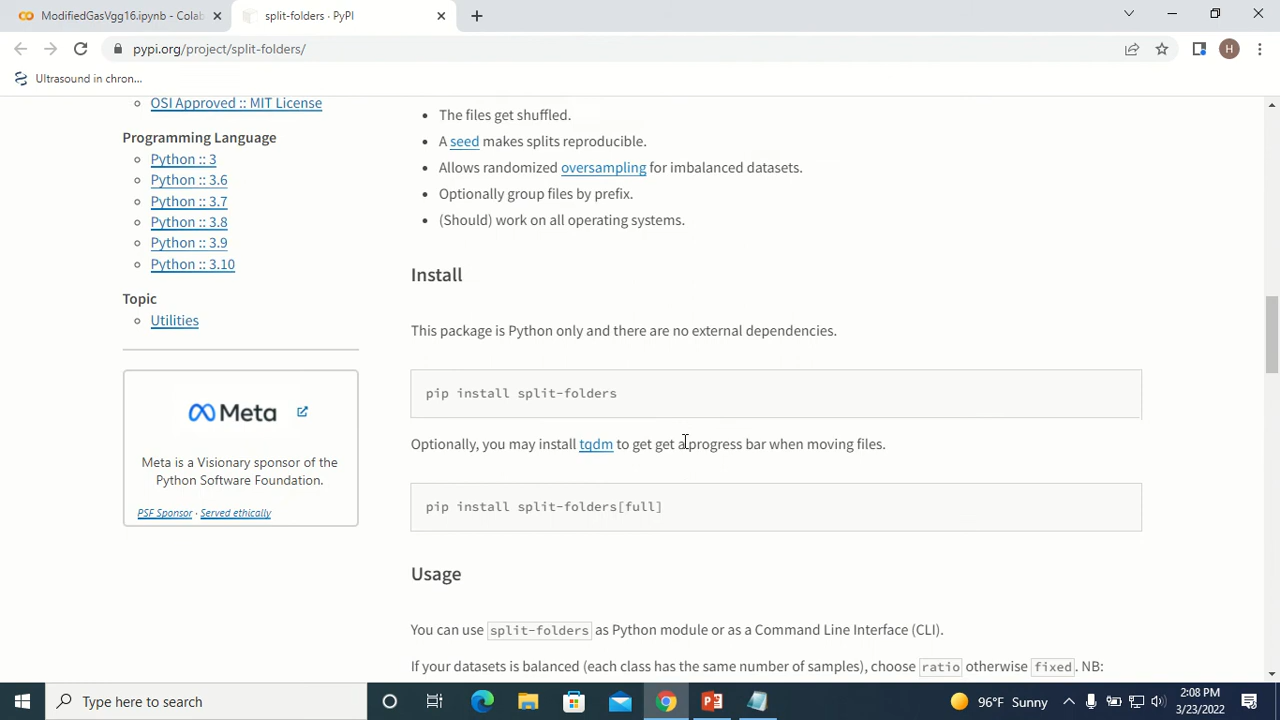 ModifiedGasVgg16.ipynb - Colab
split-folders · PyPI
pypi.org/project/split-folders/
H
Ultrasound in chron...
OSI Approved :: MIT License
Programming Language
Python :: 3
Python :: 3.6
Python :: 3.7
Python :: 3.8
Python :: 3.9
Python :: 3.10
Topic
Utilities
Meta
Meta is a Visionary sponsor of the
Python Software Foundation.
PSF Sponsor · Served ethically
The files get shuffled.
A seed makes splits reproducible.
Allows randomized oversampling for imbalanced datasets.
Optionally group files by prefix.
(Should) work on all operating systems.
Install
This package is Python only and there are no external dependencies.
pip install split-folders
Optionally, you may install tqdm to get get a progress bar when moving files.
pip install split-folders[full]
Usage
You can use split-folders as Python module or as a Command Line Interface (CLI).
If your datasets is balanced (each class has the same number of samples), choose ratio otherwise fixed. NB:
Type here to search
96°F Sunny
2:08 PM
3/23/2022